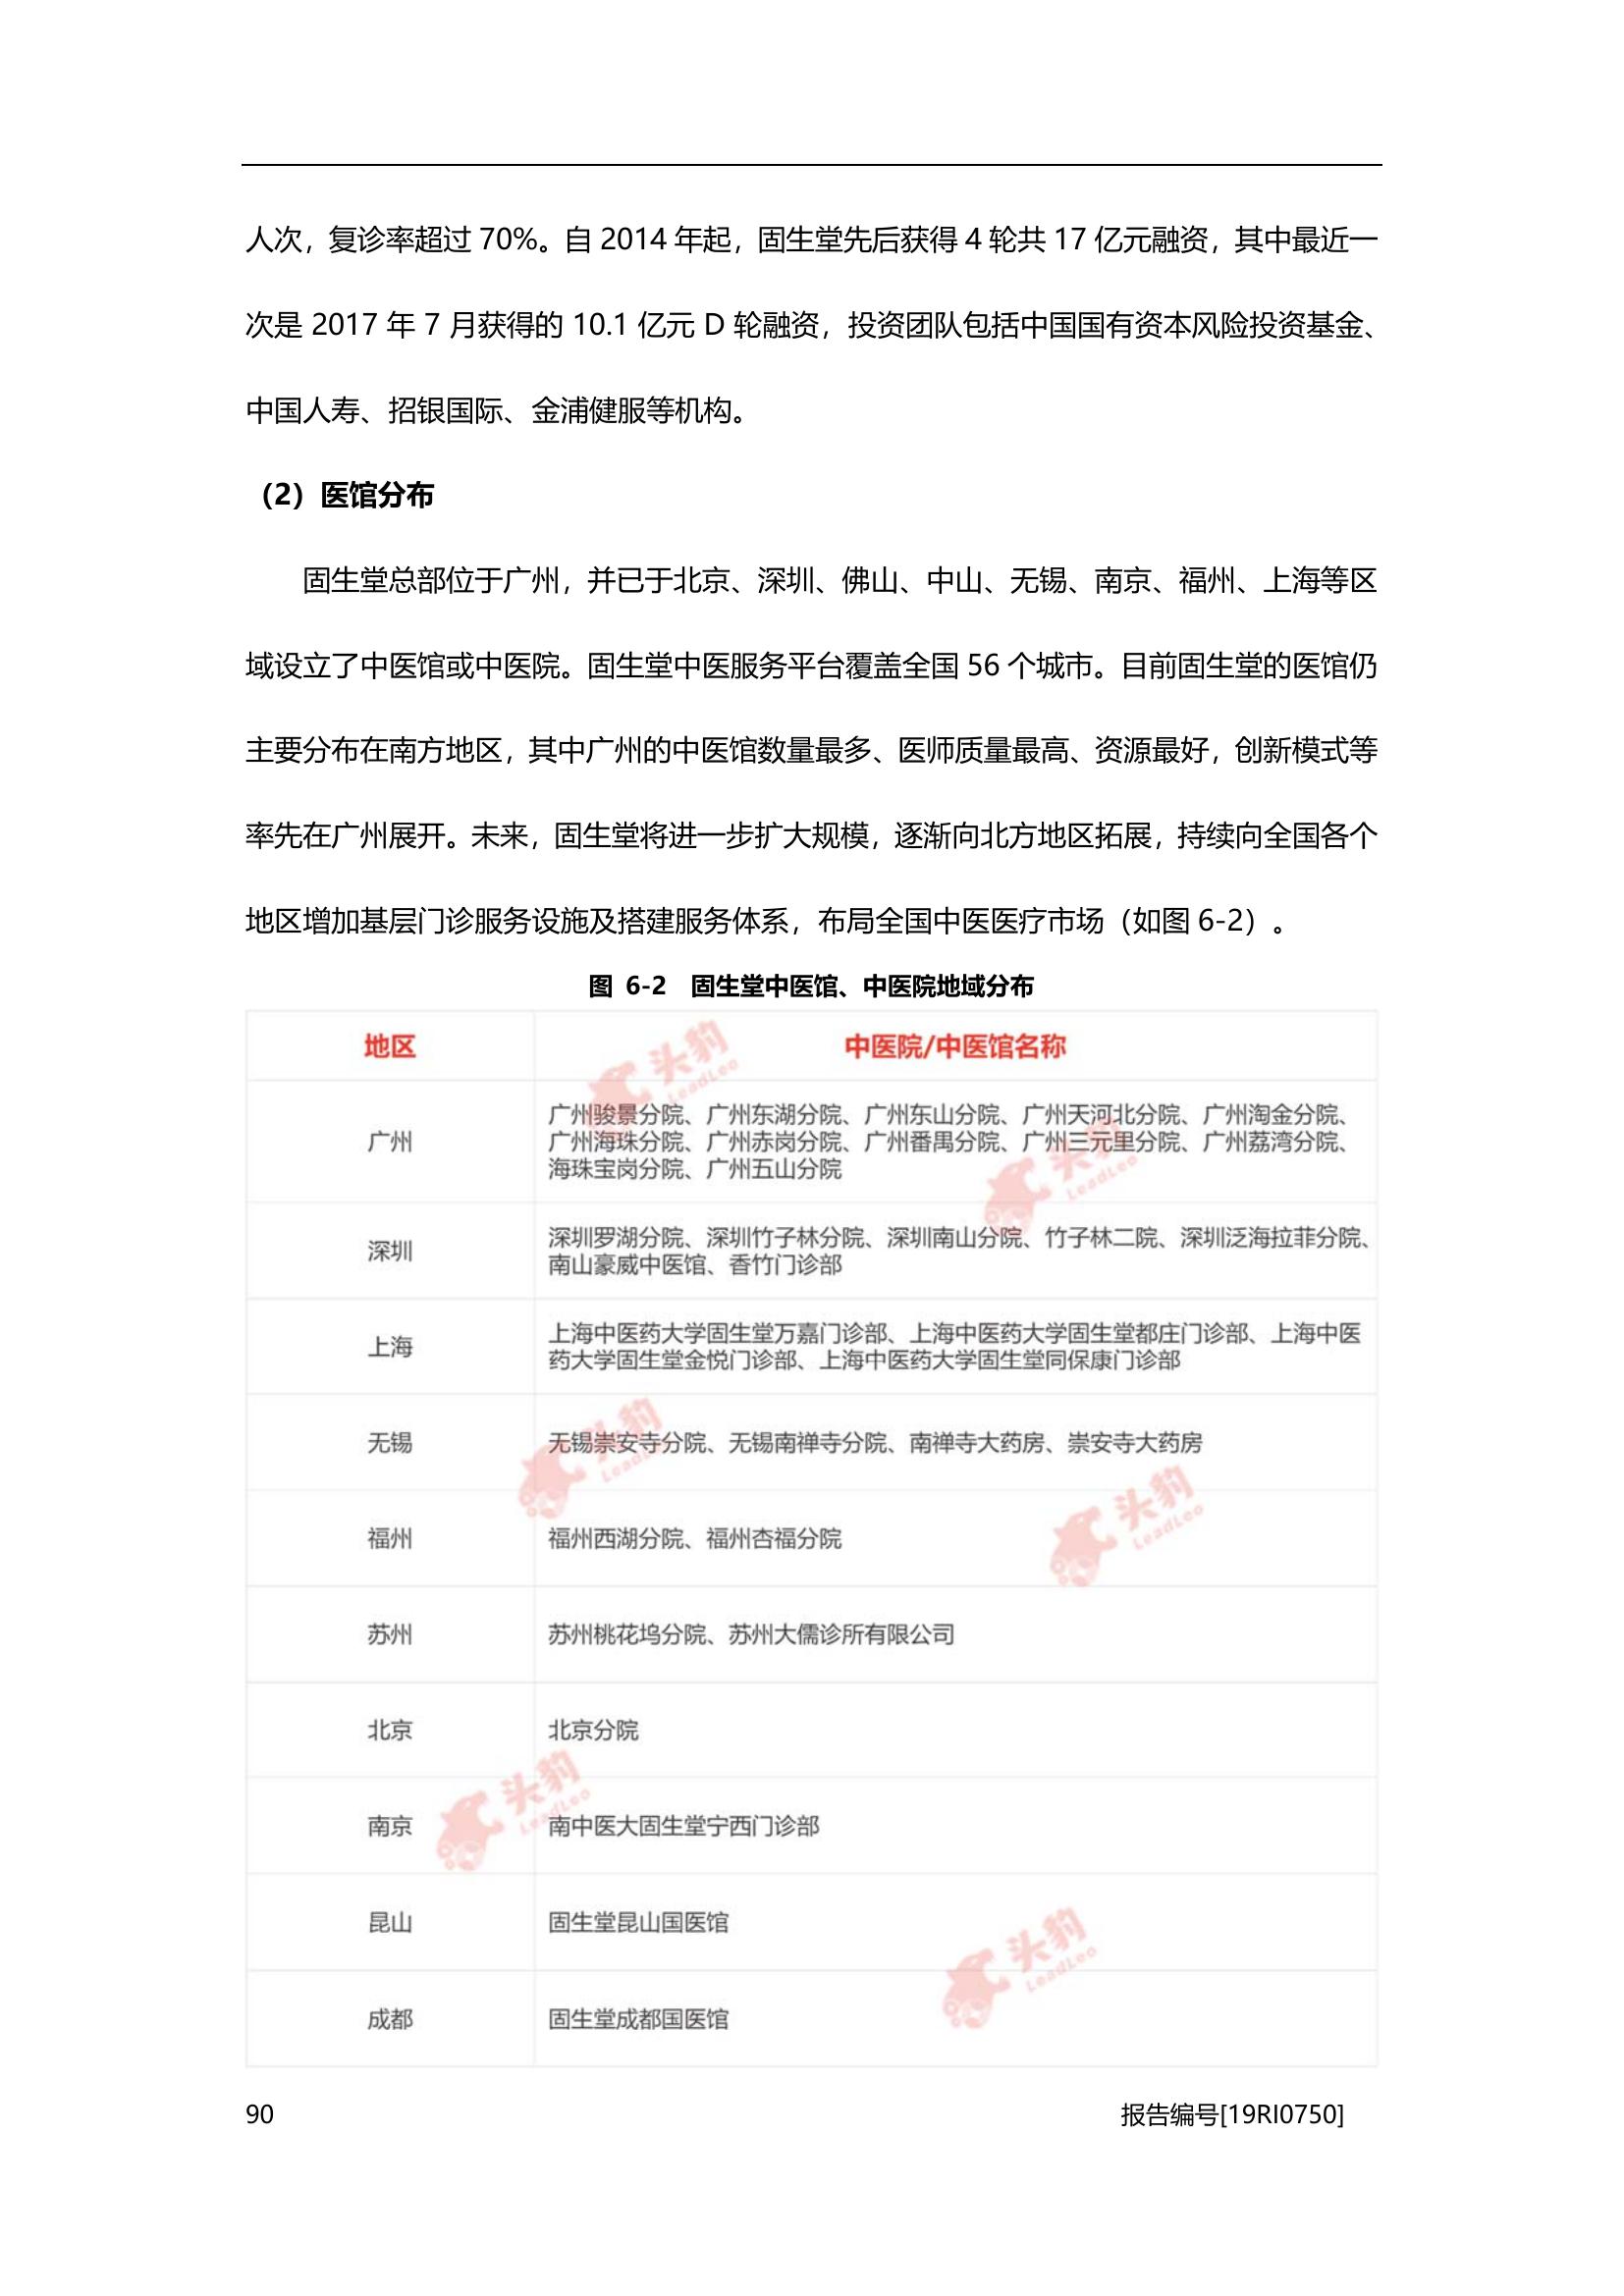 人次，复诊率超过 70%。自 2014 年起，固生堂先后获得 4 轮共 17 亿元融资，其中最近一
次是 2017 年 7 月获得的 10.1 亿元 D 轮融资，投资团队包括中国国有资本风险投资基金、
中国人寿、招银国际、金浦健服等机构。
（2）医馆分布
固生堂总部位于广州，并已于北京、深圳、佛山、中山、无锡、南京、福州、上海等区
域设立了中医馆或中医院。固生堂中医服务平台覆盖全国 56 个城市。目前固生堂的医馆仍
主要分布在南方地区，其中广州的中医馆数量最多、医师质量最高、资源最好，创新模式等
率先在广州展开。未来，固生堂将进一步扩大规模，逐渐向北方地区拓展，持续向全国各个
地区增加基层门诊服务设施及搭建服务体系，布局全国中医医疗市场（如图 6-2）。
图 6-2 固生堂中医馆、中医院地域分布
地区 中医院/中医馆名称
广州 广州骏景分院、广州东湖分院、广州东山分院、广州天河北分院、广州淘金分院、
广州海珠分院、广州赤岗分院、广州番禺分院、广州三元里分院、广州荔湾分院、
海珠宝岗分院、广州五山分院
深圳 深圳罗湖分院、深圳竹子林分院、深圳南山分院、竹子林二院、深圳泛海拉菲分院、
南山豪威中医馆、香竹门诊部
上海 上海中医药大学固生堂万嘉门诊部、上海中医药大学固生堂都庄门诊部、上海中医
药大学固生堂金悦门诊部、上海中医药大学固生堂同保康门诊部
无锡 无锡崇安寺分院、无锡南禅寺分院、南禅寺大药房、崇安寺大药房
福州 福州西湖分院、福州杏福分院
苏州 苏州桃花坞分院、苏州大儒诊所有限公司
北京 北京分院
南京 南中医大固生堂宁西门诊部
昆山 固生堂昆山国医馆
成都 固生堂成都国医馆
头豹 LeadLeo
头豹 LeadLeo
头豹 LeadLeo
头豹 LeadLeo
头豹 LeadLeo
头豹 LeadLeo
90 报告编号[19RI0750]